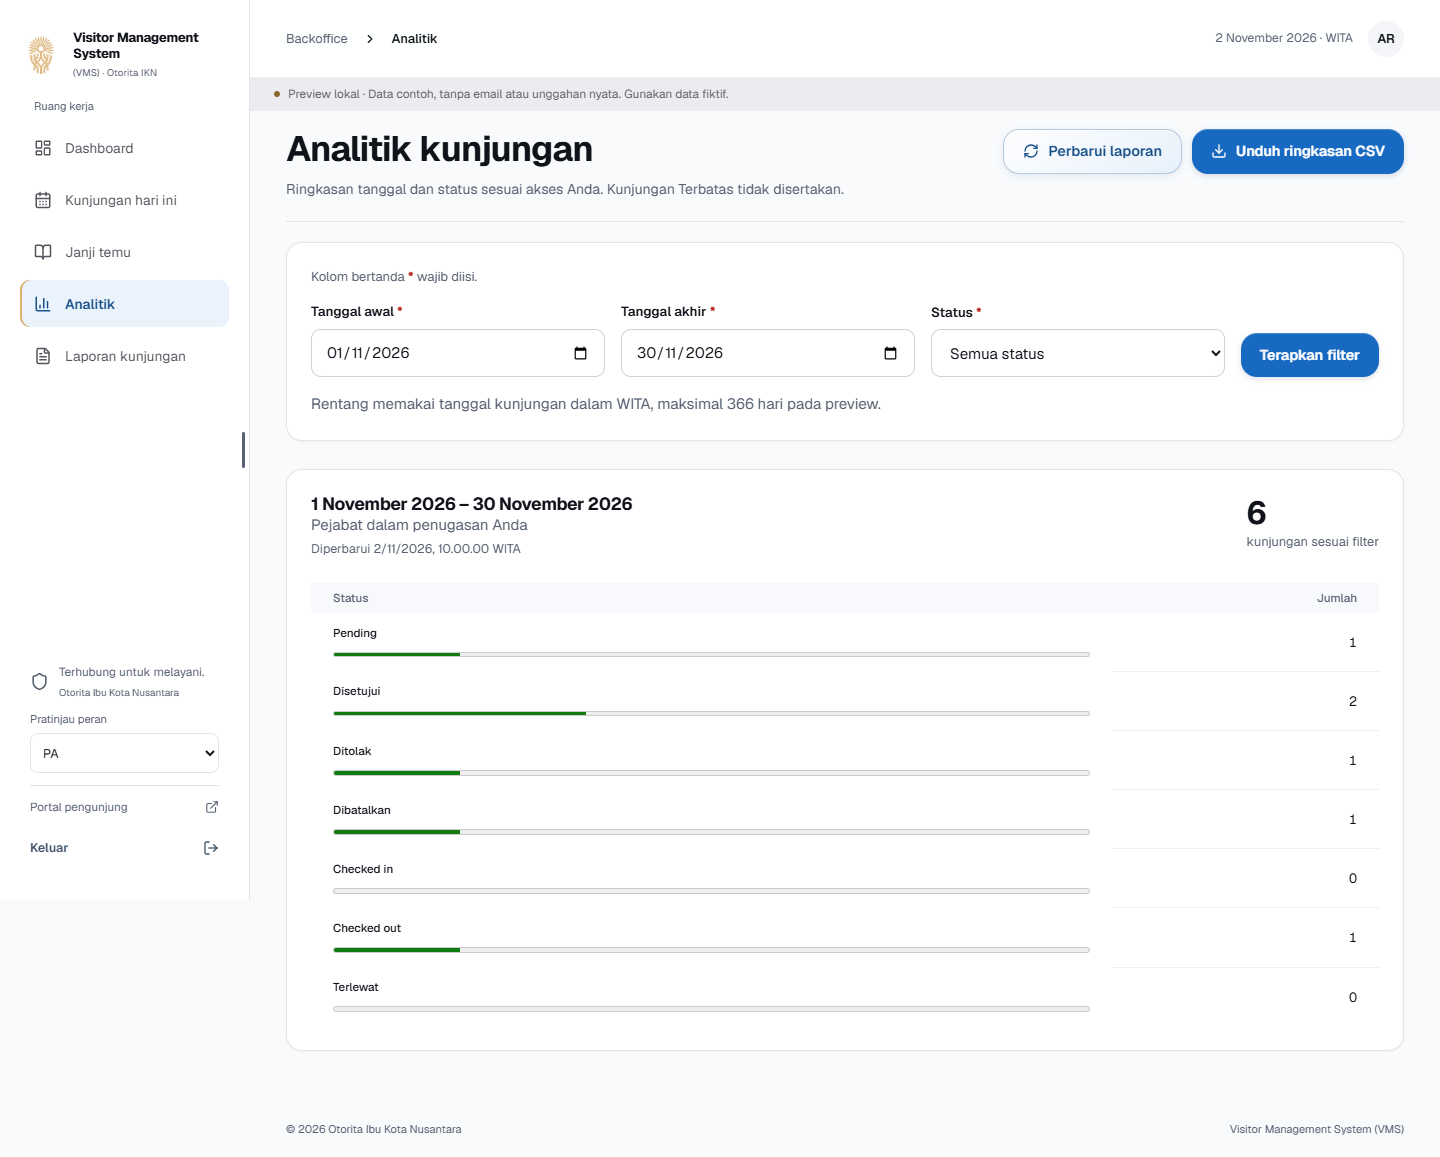 Visitor Management
System
(VMS) · Otorita IKN
Ruang kerja
Dashboard
Kunjungan hari ini
Janji temu
Analitik
Laporan kunjungan
Terhubung untuk melayani.
Otorita Ibu Kota Nusantara
Pratinjau peran
PA
Portal pengunjung
Keluar
Backoffice > Analitik
2 November 2026 · WITA
AR
Preview lokal · Data contoh, tanpa email atau unggahan nyata. Gunakan data fiktif.
Analitik kunjungan
Ringkasan tanggal dan status sesuai akses Anda. Kunjungan Terbatas tidak disertakan.
Perbarui laporan
Unduh ringkasan CSV
Kolom bertanda * wajib diisi.
Tanggal awal *
01/11/2026
Tanggal akhir *
30/11/2026
Status *
Semua status
Terapkan filter
Rentang memakai tanggal kunjungan dalam WITA, maksimal 366 hari pada preview.
1 November 2026 – 30 November 2026
Pejabat dalam penugasan Anda
Diperbarui 2/11/2026, 10.00.00 WITA
6
kunjungan sesuai filter
Status Jumlah
Pending 1
Disetujui 2
Ditolak 1
Dibatalkan 1
Checked in 0
Checked out 1
Terlewat 0
© 2026 Otorita Ibu Kota Nusantara
Visitor Management System (VMS)